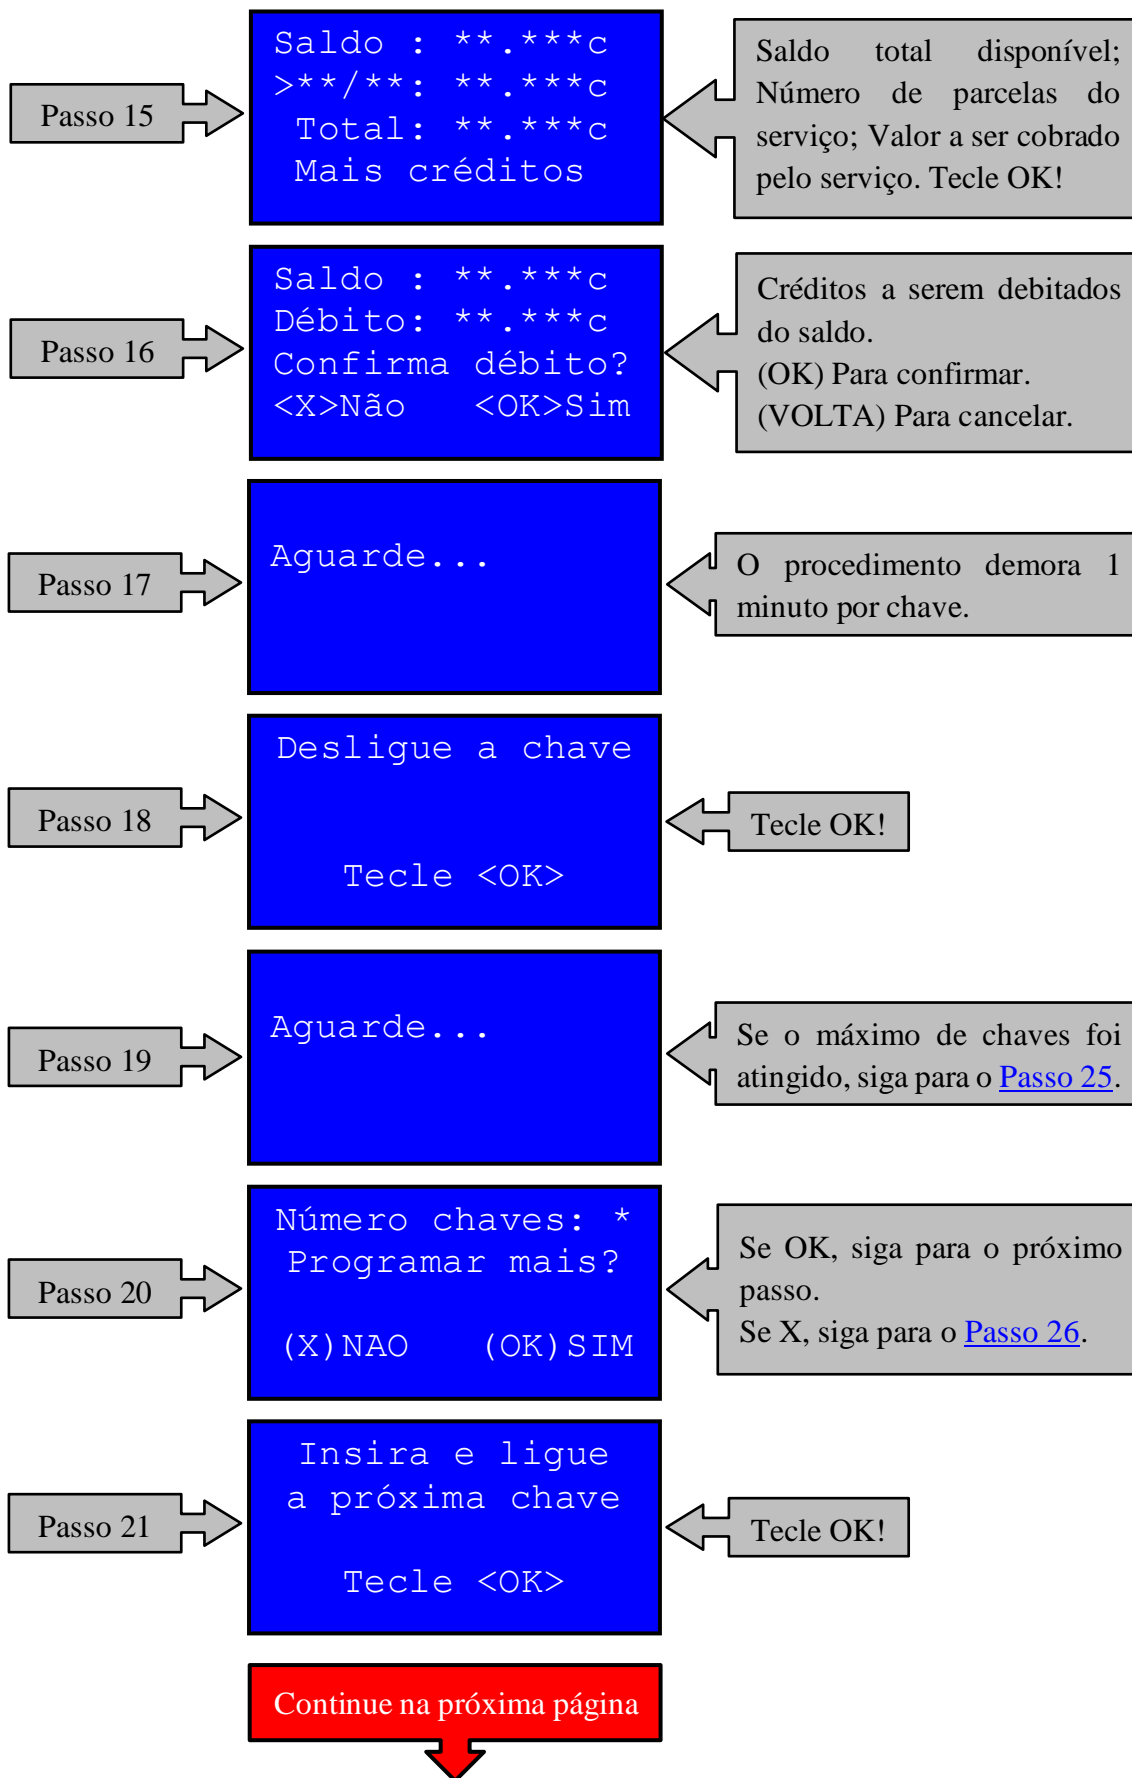 Passo 15
Saldo : **.***c
>**/**: **.***c
Total: **.***c
Mais créditos
Saldo total disponível;
Número de parcelas do
serviço; Valor a ser cobrado
pelo serviço. Tecle OK!
Passo 16
Saldo : **.***c
Débito: **.***c
Confirma débito?
<X>Não <OK>Sim
Créditos a serem debitados
do saldo.
(OK) Para confirmar.
(VOLTA) Para cancelar.
Passo 17
Aguarde...
O procedimento demora 1
minuto por chave.
Passo 18
Desligue a chave
Tecle <OK>
Tecle OK!
Passo 19
Aguarde...
Se o máximo de chaves foi
atingido, siga para o Passo 25.
Passo 20
Número chaves: *
Programar mais?
(X)NAO (OK)SIM
Se OK, siga para o próximo
passo.
Se X, siga para o Passo 26.
Passo 21
Insira e ligue
a próxima chave
Tecle <OK>
Tecle OK!
Continue na próxima página